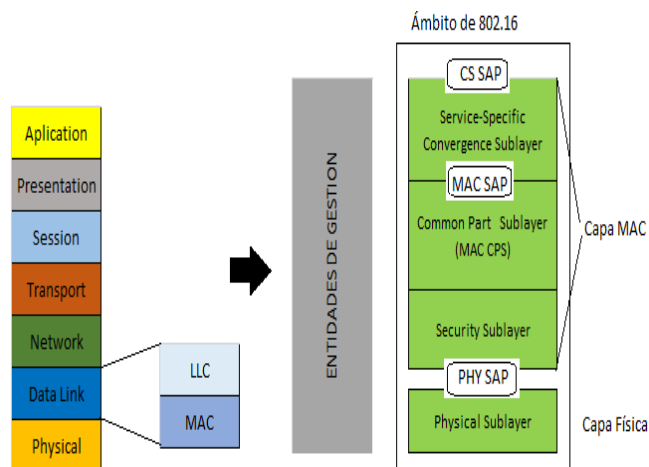 Ámbito de 802.16
Aplication
Presentation
Session
Transport
Network
Data Link
Physical
LLC
MAC
ENTIDADES DE GESTION
CS SAP
Service-Specific
Convergence Sublayer
MAC SAP
Common Part Sublayer
(MAC CPS)
Security Sublayer
PHY SAP
Physical Sublayer
Capa MAC
Capa Física